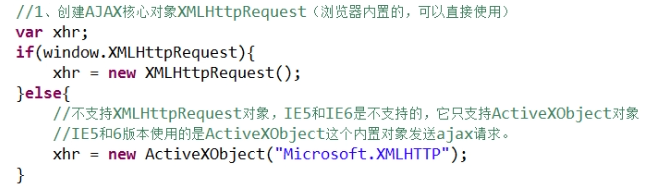 //1、创建AJAX核心对象XMLHttpRequest（浏览器内置的，可以直接使用）
var xhr;
if(window.XMLHttpRequest){
    xhr = new XMLHttpRequest();
}else{
    //不支持XMLHttpRequest对象，IE5和IE6是不支持的，它只支持ActiveXObject对象
    //IE5和6版本使用的是ActiveXObject这个内置对象发送ajax请求。
    xhr = new ActiveXObject("Microsoft.XMLHTTP");
}